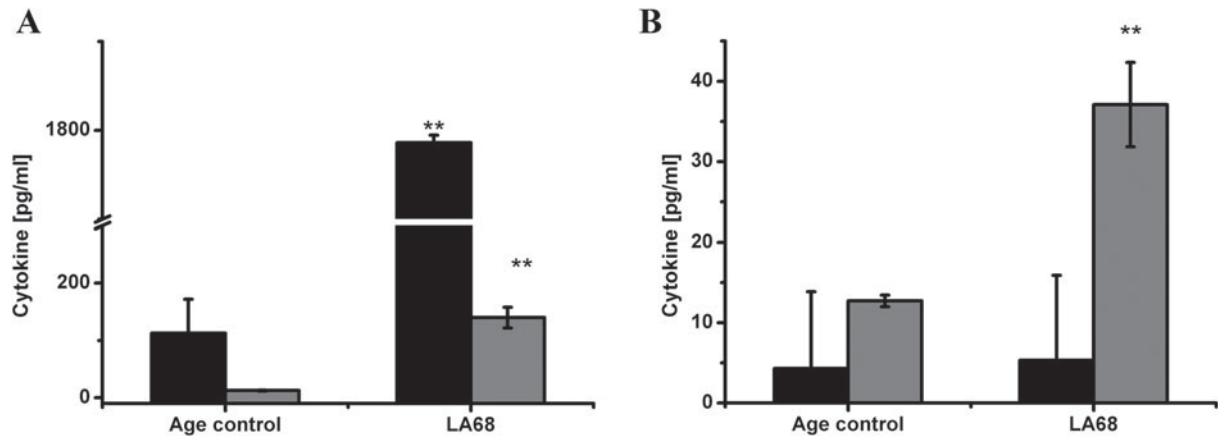 A
Cytokine [pg/ml]
1800
200
0
**
**
Age control
LA68
B
Cytokine [pg/ml]
40
30
20
10
0
**
Age control
LA68